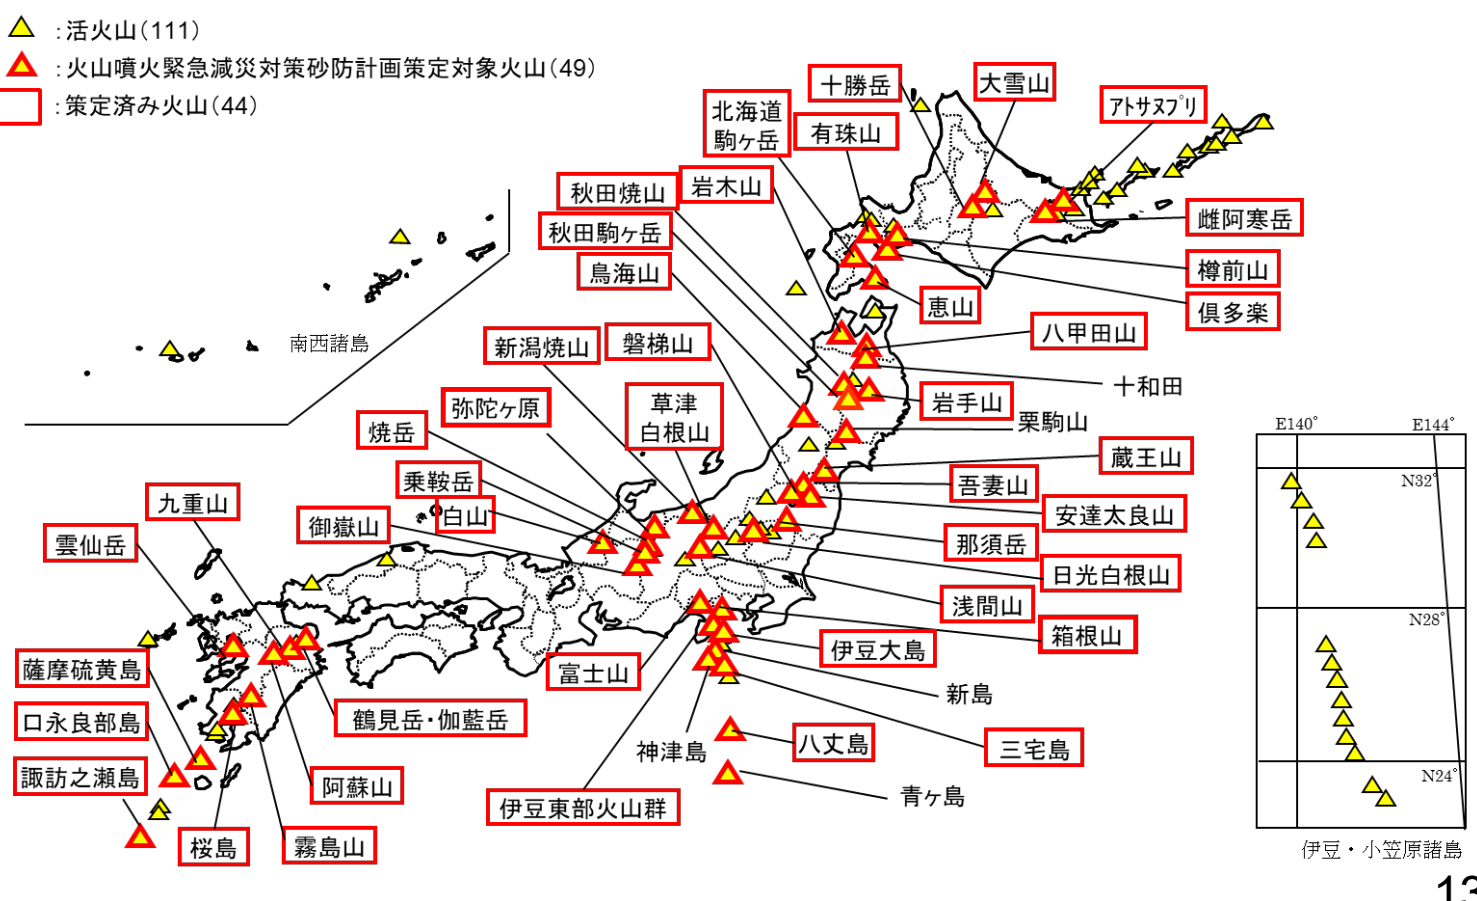 ：活火山(111)
：火山噴火緊急減災対策砂防計画策定対象火山(49)
：策定済み火山(44)
十勝岳
大雪山
アトサヌプリ
北海道
駒ヶ岳
有珠山
秋田焼山
岩木山
秋田駒ヶ岳
雌阿寒岳
鳥海山
樽前山
恵山
倶多楽
南西諸島
新潟焼山
磐梯山
八甲田山
十和田
弥陀ヶ原
草津
白根山
岩手山
焼岳
栗駒山
E140°
E144°
蔵王山
乗鞍岳
吾妻山
N32°
九重山
御嶽山
白山
安達太良山
雲仙岳
那須岳
日光白根山
浅間山
N28°
箱根山
薩摩硫黄島
富士山
伊豆大島
新島
口永良部島
鶴見岳・伽藍岳
神津島
八丈島
三宅島
諏訪之瀬島
阿蘇山
N24°
青ヶ島
伊豆東部火山群
桜島
霧島山
伊豆・小笠原諸島
13